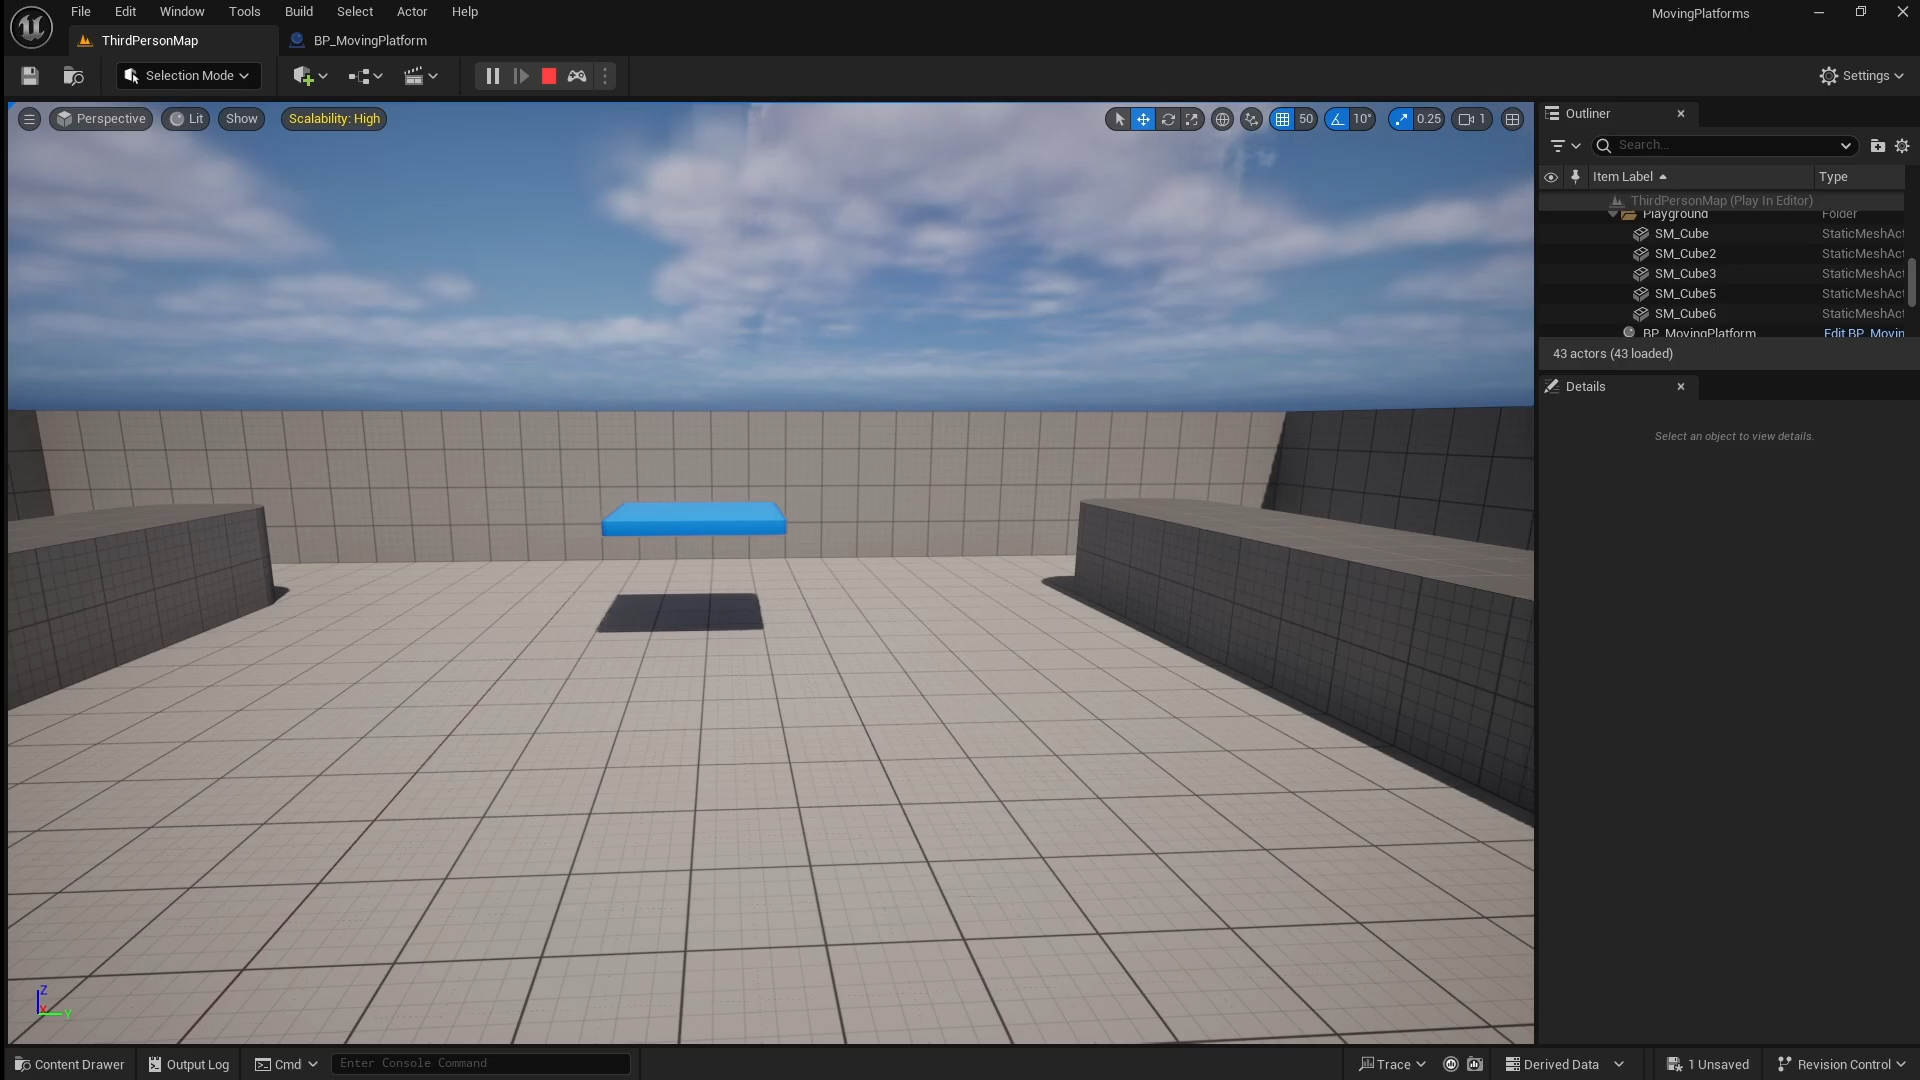 File Edit Window Tools Build Select Actor Help
MovingPlatforms
ThirdPersonMap
BP_MovingPlatform
Selection Mode
Settings
Perspective Lit Show Scalability: High
50 10° 0.25 1
Outliner
Search...
Item Label Type
ThirdPersonMap (Play In Editor)
Playground Folder
SM_Cube StaticMeshAct
SM_Cube2 StaticMeshAct
SM_Cube3 StaticMeshAct
SM_Cube5 StaticMeshAct
SM_Cube6 StaticMeshAct
BP_MovingPlatform Edit BP_Movin
43 actors (43 loaded)
Details
Select an object to view details.
Z
X
Y
Content Drawer Output Log Cmd Enter Console Command Trace Derived Data 1 Unsaved Revision Control